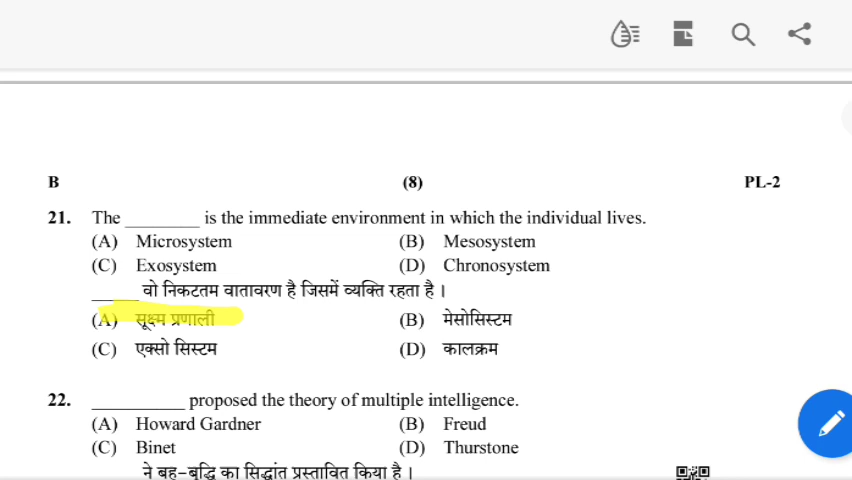 B (8) PL-2
21. The ________ is the immediate environment in which the individual lives.
(A) Microsystem (B) Mesosystem
(C) Exosystem (D) Chronosystem
_____ वो निकटतम वातावरण है जिसमें व्यक्ति रहता है ।
(A) सूक्ष्म प्रणाली (B) मेसोसिस्टम
(C) एक्सो सिस्टम (D) कालक्रम
22. __________ proposed the theory of multiple intelligence.
(A) Howard Gardner (B) Freud
(C) Binet (D) Thurstone
ने बहु-बुद्धि का सिद्धांत प्रस्तावित किया है ।